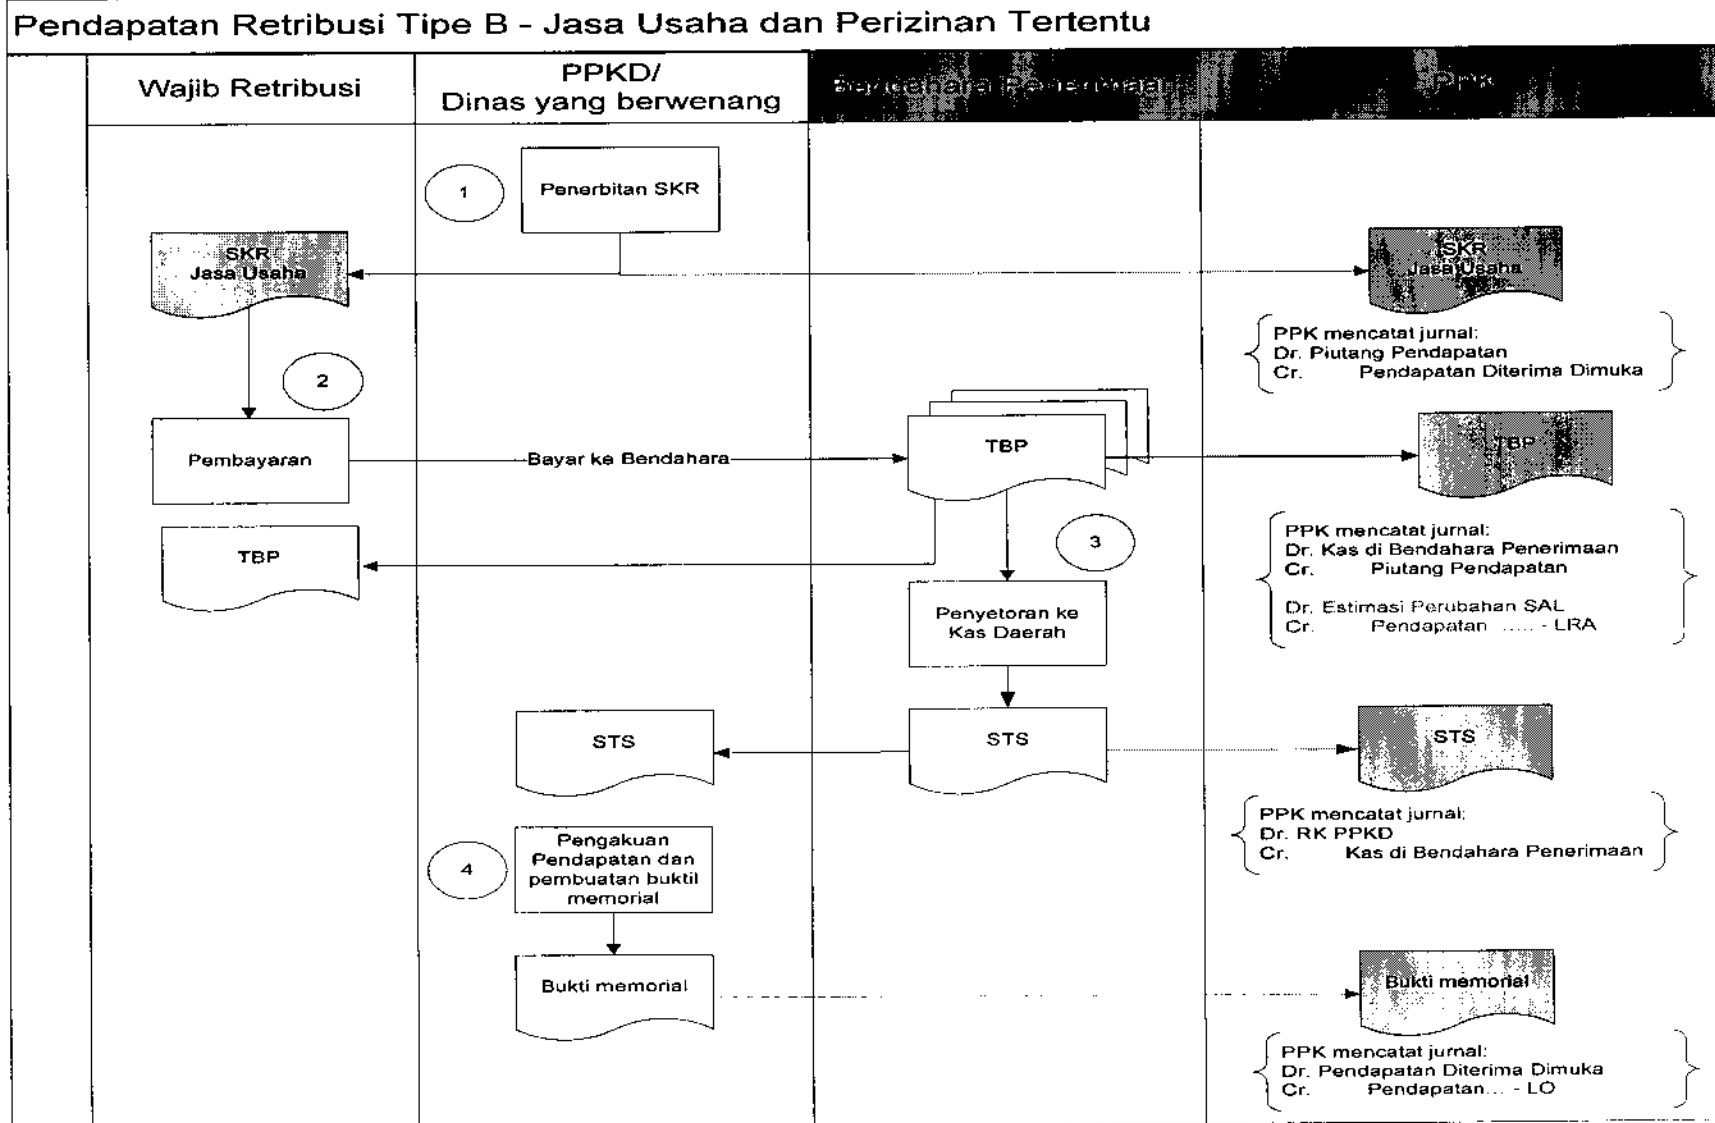 Pendapatan Retribusi Tipe B - Jasa Usaha dan Perizinan Tertentu
Wajib Retribusi
PPKD/
Dinas yang berwenang
Bendahara Penerimaan
PPK
1
Penerbitan SKR
SKR
Jasa Usaha
SKR
Jasa Usaha
PPK mencatat jurnal:
Dr. Piutang Pendapatan
Cr. Pendapatan Diterima Dimuka
2
Pembayaran
Bayar ke Bendahara
TBP
TBP
TBP
3
PPK mencatat jurnal:
Dr. Kas di Bendahara Penerimaan
Cr. Piutang Pendapatan
Dr. Estimasi Perubahan SAL
Cr. Pendapatan ..... - LRA
Penyetoran ke
Kas Daerah
STS
STS
STS
PPK mencatat jurnal:
Dr. RK PPKD
Cr. Kas di Bendahara Penerimaan
4
Pengakuan
Pendapatan dan
pembuatan buktil
memorial
Bukti memorial
Bukti memorial
PPK mencatat jurnal:
Dr. Pendapatan Diterima Dimuka
Cr. Pendapatan... - LO